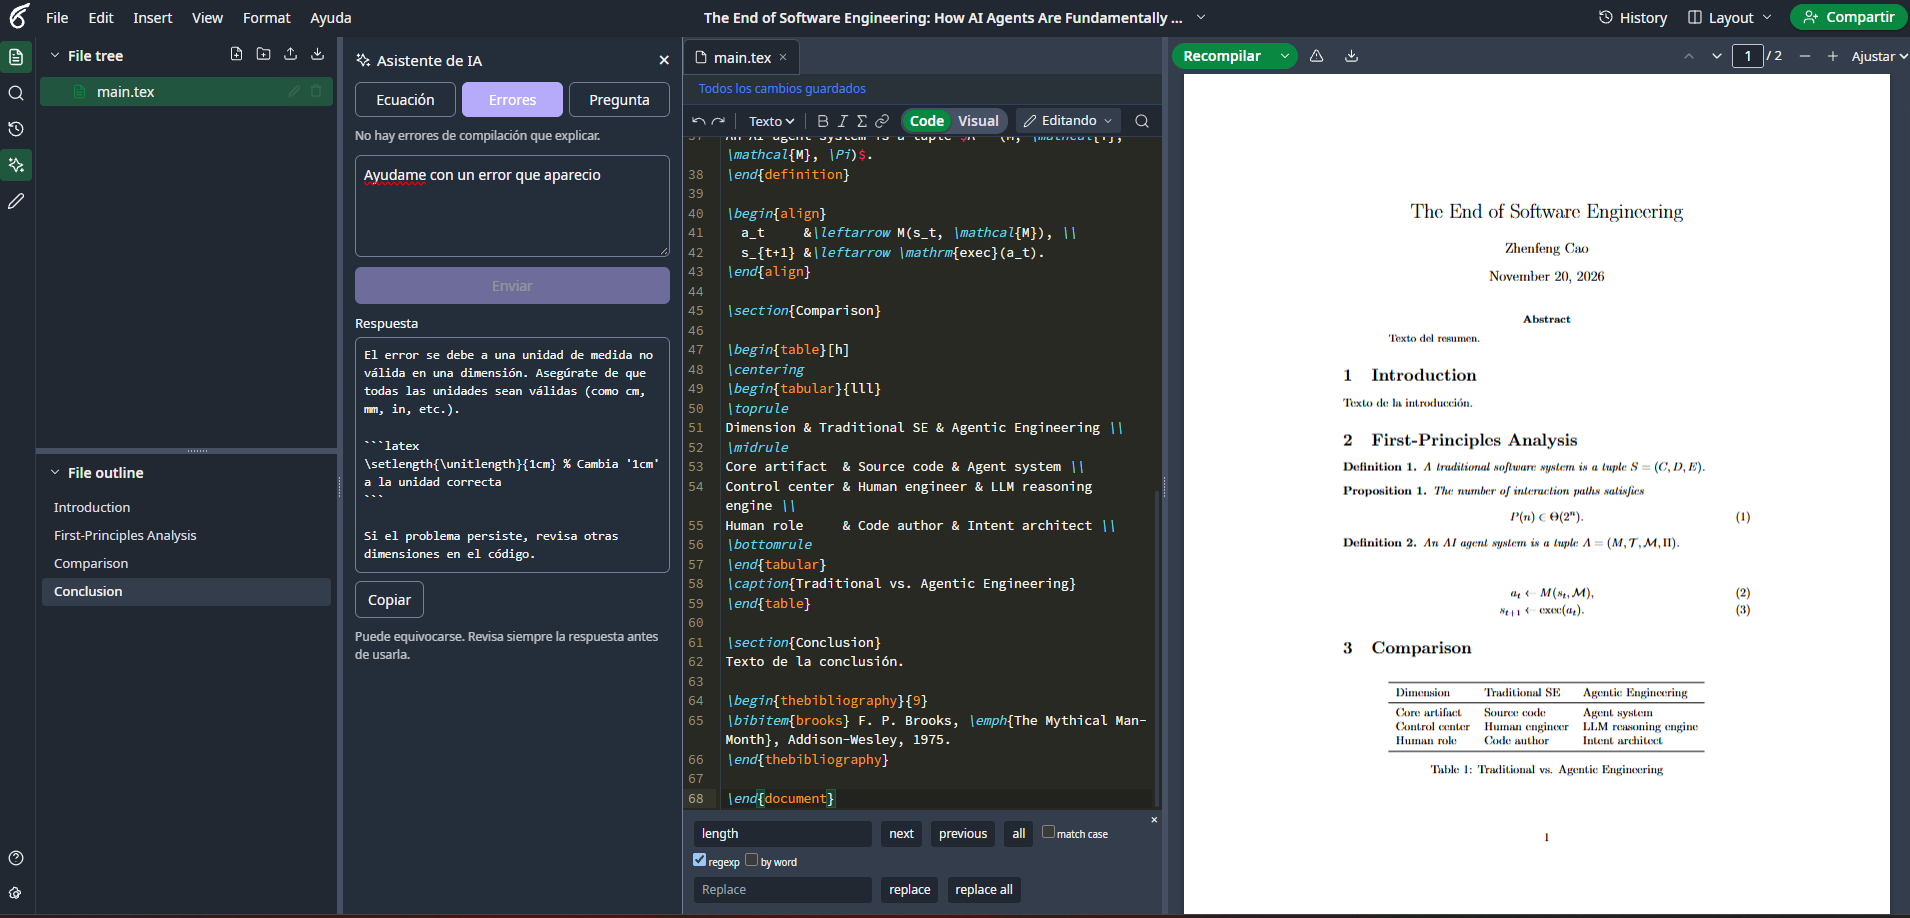 File Edit Insert View Format Ayuda
The End of Software Engineering: How AI Agents Are Fundamentally ...
History Layout Compartir
File tree
main.tex
File outline
Introduction
First-Principles Analysis
Comparison
Conclusion
Asistente de IA
Ecuación Errores Pregunta
No hay errores de compilación que explicar.
Ayudame con un error que aparecio
Enviar
Respuesta
El error se debe a una unidad de medida no
válida en una dimensión. Asegúrate de que
todas las unidades sean válidas (como cm,
mm, in, etc.).
```latex
\setlength{\unitlength}{1cm} % Cambia '1cm'
a la unidad correcta
```
Si el problema persiste, revisa otras
dimensiones en el código.
Copiar
Puede equivocarse. Revisa siempre la respuesta antes
de usarla.
main.tex
Todos los cambios guardados
Texto B I Σ Code Visual Editando
\mathcal{M}, \Pi)$.
38 \end{definition}
39
40 \begin{align}
41 a_t &\leftarrow M(s_t, \mathcal{M}), \\
42 s_{t+1} &\leftarrow \mathrm{exec}(a_t).
43 \end{align}
44
45 \section{Comparison}
46
47 \begin{table}[h]
48 \centering
49 \begin{tabular}{lll}
50 \toprule
51 Dimension & Traditional SE & Agentic Engineering \\
52 \midrule
53 Core artifact & Source code & Agent system \\
54 Control center & Human engineer & LLM reasoning
engine \\
55 Human role & Code author & Intent architect \\
56 \bottomrule
57 \end{tabular}
58 \caption{Traditional vs. Agentic Engineering}
59 \end{table}
60
61 \section{Conclusion}
62 Texto de la conclusión.
63
64 \begin{thebibliography}{9}
65 \bibitem{brooks} F. P. Brooks, \emph{The Mythical Man-
Month}, Addison-Wesley, 1975.
66 \end{thebibliography}
67
68 \end{document}
length next previous all match case
regexp by word
Replace replace replace all
Recompilar 1 / 2 Ajustar
The End of Software Engineering
Zhenfeng Cao
November 20, 2026
Abstract
Texto del resumen.
1 Introduction
Texto de la introducción.
2 First-Principles Analysis
Definition 1. A traditional software system is a tuple S = (C, D, E).
Proposition 1. The number of interaction paths satisfies
P(n) ∈ Θ(2ⁿ). (1)
Definition 2. An AI agent system is a tuple A = (M, 𝒯, ℳ, Π).
aₜ ← M(sₜ, ℳ), (2)
sₜ₊₁ ← exec(aₜ). (3)
3 Comparison
Dimension Traditional SE Agentic Engineering
Core artifact Source code Agent system
Control center Human engineer LLM reasoning engine
Human role Code author Intent architect
Table 1: Traditional vs. Agentic Engineering
1